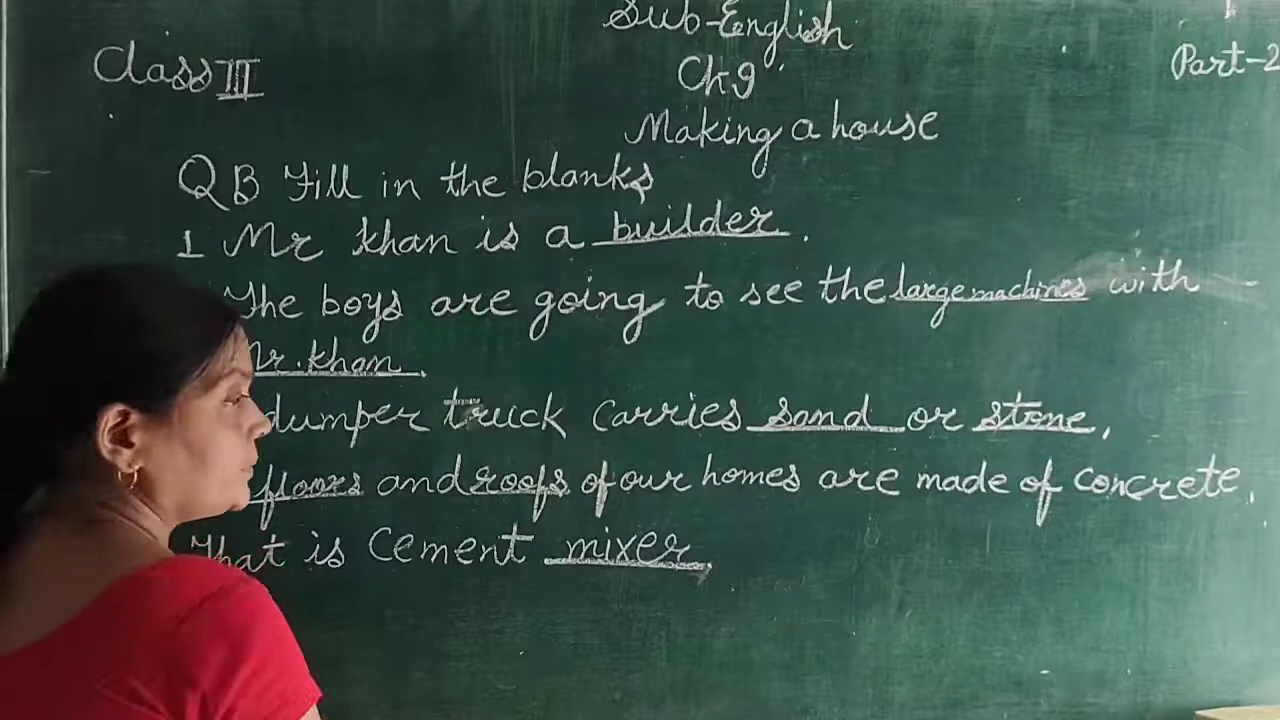 Sub-English
Class III
Ch 9
Part-2
Making a house
Q B Fill in the blanks
1 Mr Khan is a builder.
The boys are going to see the large machines with
Mr. Khan.
dumper truck carries sand or stone.
floors and roofs of our homes are made of concrete.
That is cement mixer